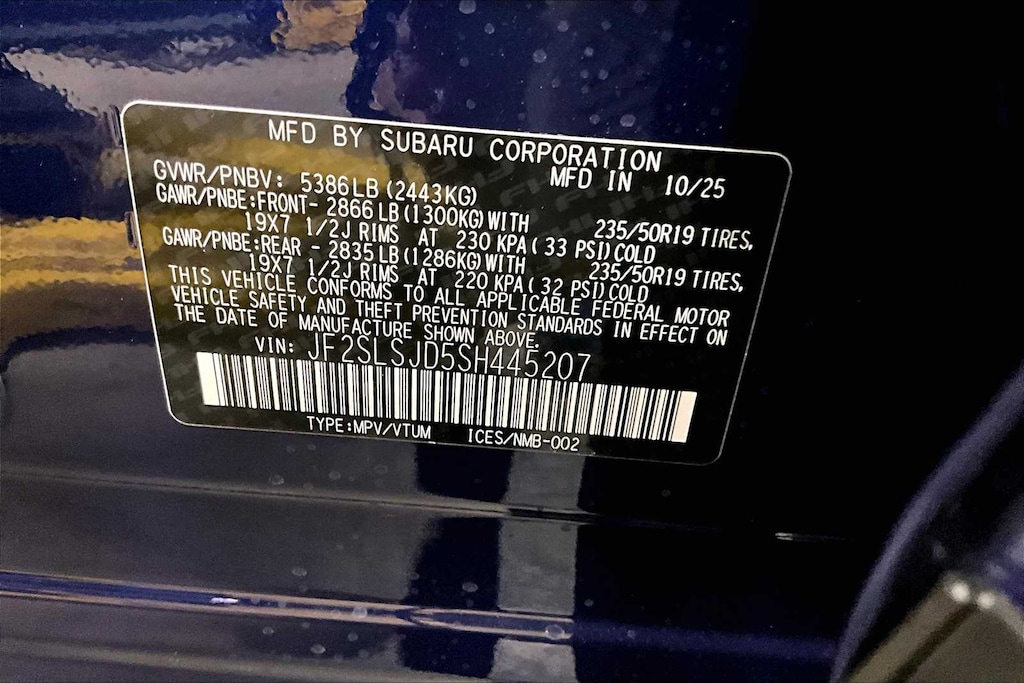 MFD BY SUBARU CORPORATION
GVWR/PNBV: 5386LB(2443KG) MFD IN 10/25
GAWR/PNBE:FRONT- 2866LB(1300KG)WITH 235/50R19 TIRES,
19X7 1/2J RIMS AT 230 KPA( 33 PSI)COLD
GAWR/PNBE:REAR - 2835LB(1286KG)WITH 235/50R19 TIRES,
19X7 1/2J RIMS AT 220 KPA( 32 PSI)COLD
THIS VEHICLE CONFORMS TO ALL APPLICABLE FEDERAL MOTOR
VEHICLE SAFETY AND THEFT PREVENTION STANDARDS IN EFFECT ON
THE DATE OF MANUFACTURE SHOWN ABOVE.
VIN: JF2SLSJD5SH445207
TYPE:MPV/VTUM ICES/NMB-002